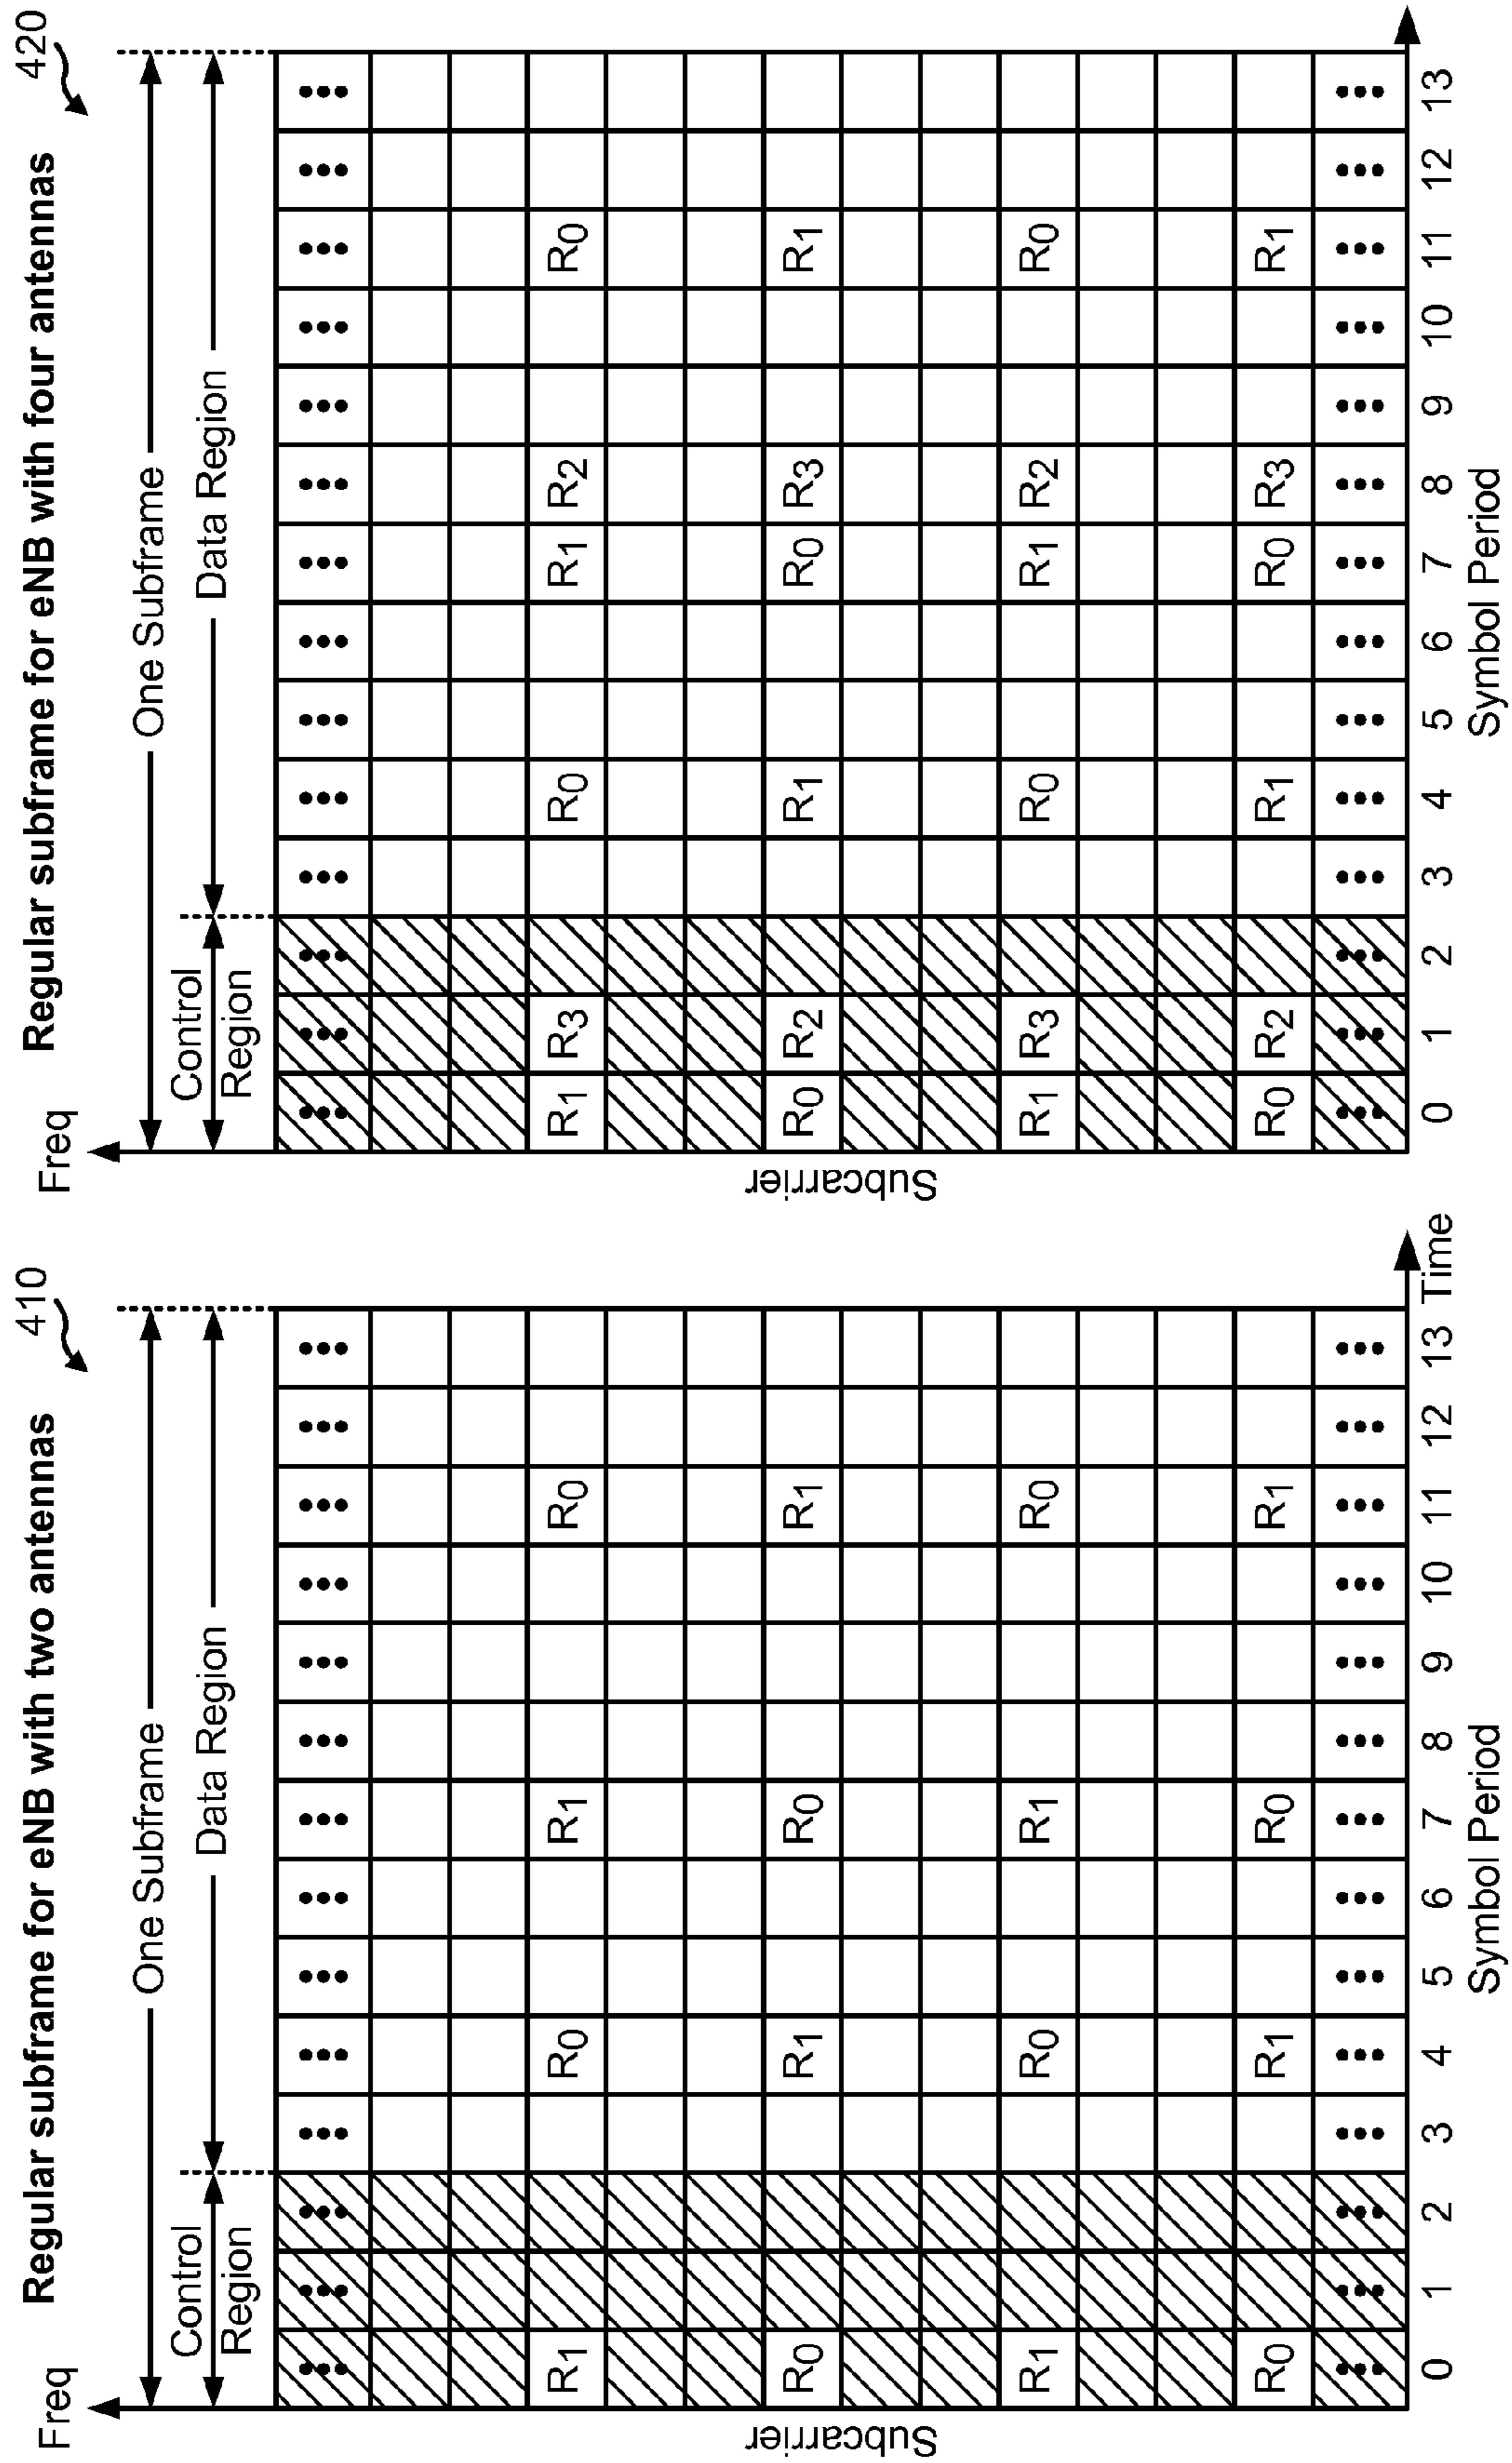 Regular subframe for eNB with two antennas
410
Freq
One Subframe
Control
Region
Data Region
Subcarrier
••• ••• ••• ••• ••• ••• ••• ••• ••• ••• ••• ••• ••• •••
R1 R0 R1 R0
R0 R1 R0 R1
R1 R0 R1 R0
R0 R1 R0 R1
••• ••• ••• ••• ••• ••• ••• ••• ••• ••• ••• ••• ••• •••
0 1 2 3 4 5 6 7 8 9 10 11 12 13
Time
Symbol Period
Regular subframe for eNB with four antennas
420
Freq
One Subframe
Control
Region
Data Region
Subcarrier
••• ••• ••• ••• ••• ••• ••• ••• ••• ••• ••• ••• ••• •••
R1 R3 R0 R1 R2 R0
R0 R2 R1 R0 R3 R1
R1 R3 R0 R1 R2 R0
R0 R2 R1 R0 R3 R1
••• ••• ••• ••• ••• ••• ••• ••• ••• ••• ••• ••• ••• •••
0 1 2 3 4 5 6 7 8 9 10 11 12 13
Symbol Period